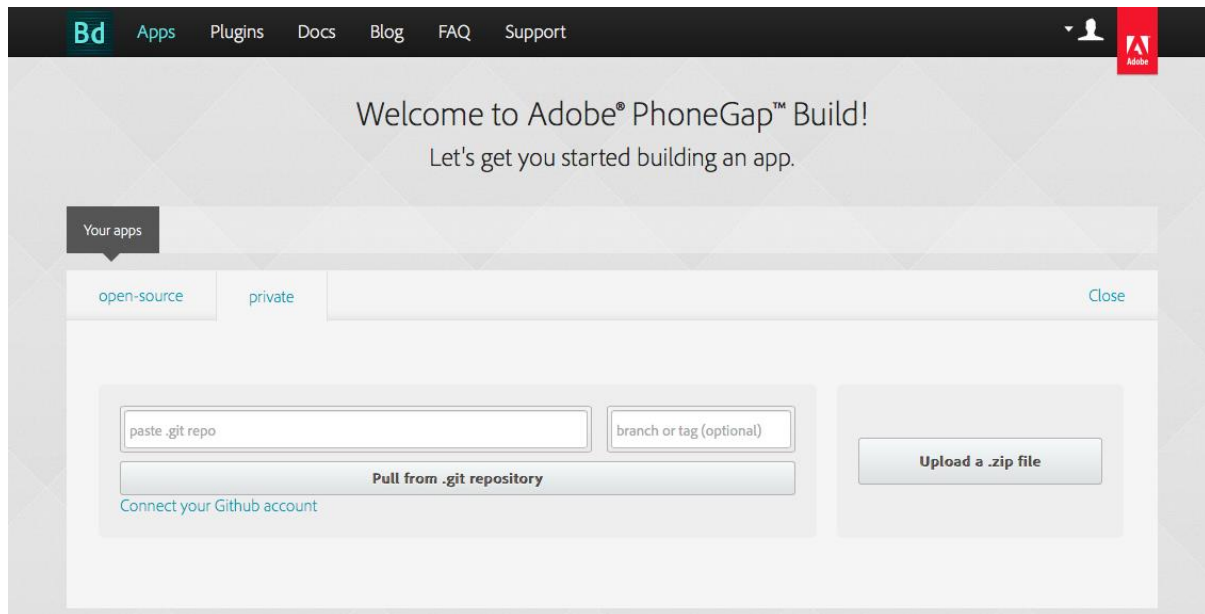 Bd Apps Plugins Docs Blog FAQ Support
Adobe
Welcome to Adobe® PhoneGap™ Build!
Let's get you started building an app.
Your apps
open-source private Close
paste .git repo branch or tag (optional)
Upload a .zip file
Pull from .git repository
Connect your Github account